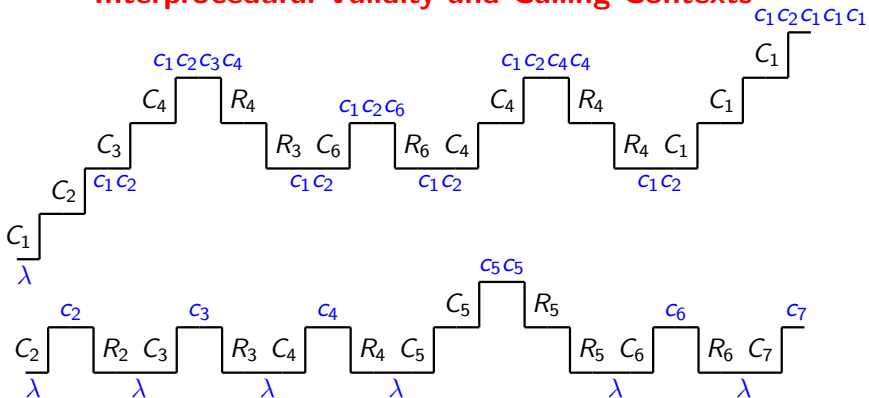 Interprocedural Validity and Calling Contexts
c₁c₂c₁c₁c₁
c₁c₂c₃c₄ c₁c₂c₄c₄ C₁
C₄ R₄ c₁c₂c₆ C₄ R₄ C₁
C₃ R₃ C₆ R₆ C₄ R₄ C₁
c₁c₂ c₁c₂ c₁c₂ c₁c₂
C₂
C₁
λ
c₅c₅
c₂ c₃ c₄ C₅ R₅ c₆ c₇
C₂ R₂ C₃ R₃ C₄ R₄ C₅ R₅ C₆ R₆ C₇
λ λ λ λ λ λ